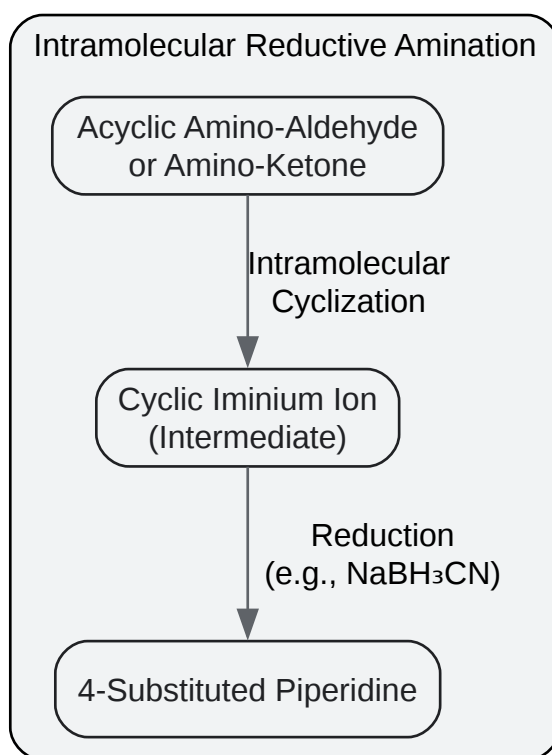 Intramolecular Reductive Amination
Acyclic Amino-Aldehyde
or Amino-Ketone
Intramolecular
Cyclization
Cyclic Iminium Ion
(Intermediate)
Reduction
(e.g., NaBH₃CN)
4-Substituted Piperidine